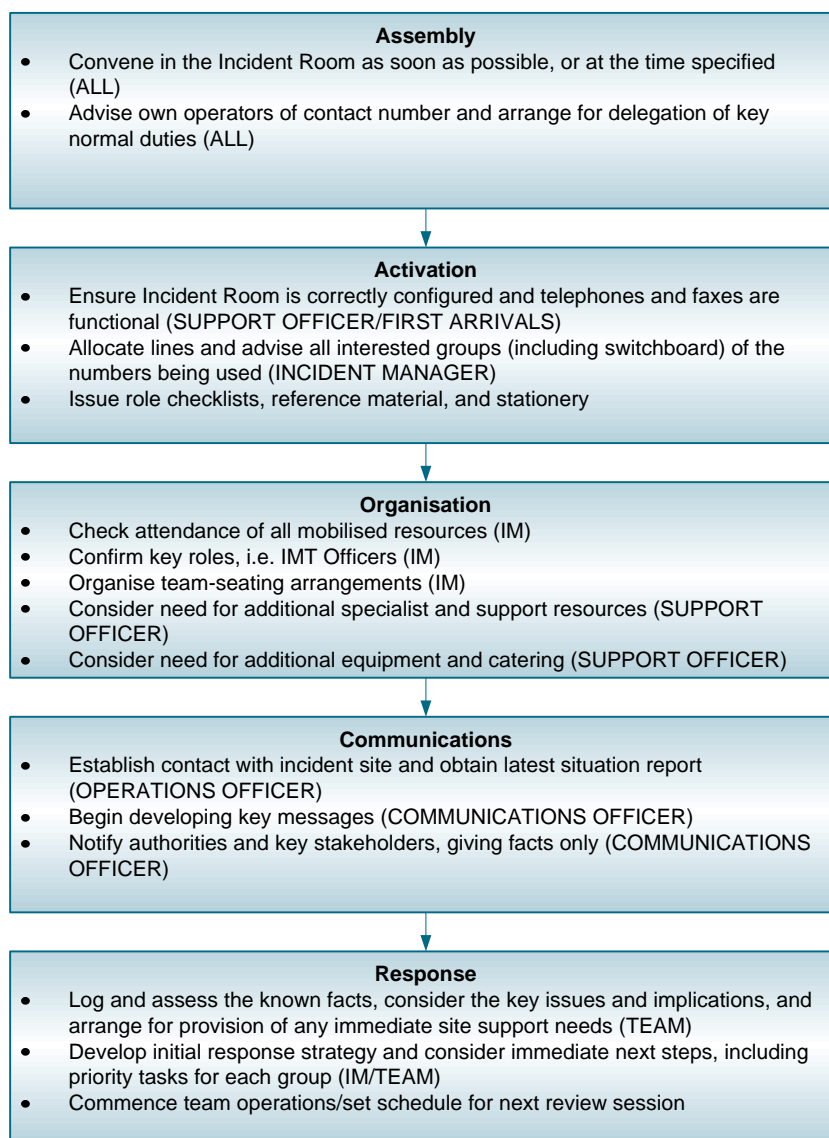 Assembly
• Convene in the Incident Room as soon as possible, or at the time specified
(ALL)
• Advise own operators of contact number and arrange for delegation of key
normal duties (ALL)
Activation
• Ensure Incident Room is correctly configured and telephones and faxes are
functional (SUPPORT OFFICER/FIRST ARRIVALS)
• Allocate lines and advise all interested groups (including switchboard) of the
numbers being used (INCIDENT MANAGER)
• Issue role checklists, reference material, and stationery
Organisation
• Check attendance of all mobilised resources (IM)
• Confirm key roles, i.e. IMT Officers (IM)
• Organise team-seating arrangements (IM)
• Consider need for additional specialist and support resources (SUPPORT
OFFICER)
• Consider need for additional equipment and catering (SUPPORT OFFICER)
Communications
• Establish contact with incident site and obtain latest situation report
(OPERATIONS OFFICER)
• Begin developing key messages (COMMUNICATIONS OFFICER)
• Notify authorities and key stakeholders, giving facts only (COMMUNICATIONS
OFFICER)
Response
• Log and assess the known facts, consider the key issues and implications, and
arrange for provision of any immediate site support needs (TEAM)
• Develop initial response strategy and consider immediate next steps, including
priority tasks for each group (IM/TEAM)
• Commence team operations/set schedule for next review session